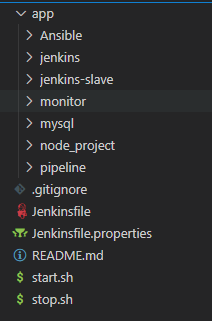 app
Ansible
jenkins
jenkins-slave
monitor
mysql
node_project
pipeline
.gitignore
Jenkinsfile
Jenkinsfile.properties
README.md
$ start.sh
$ stop.sh